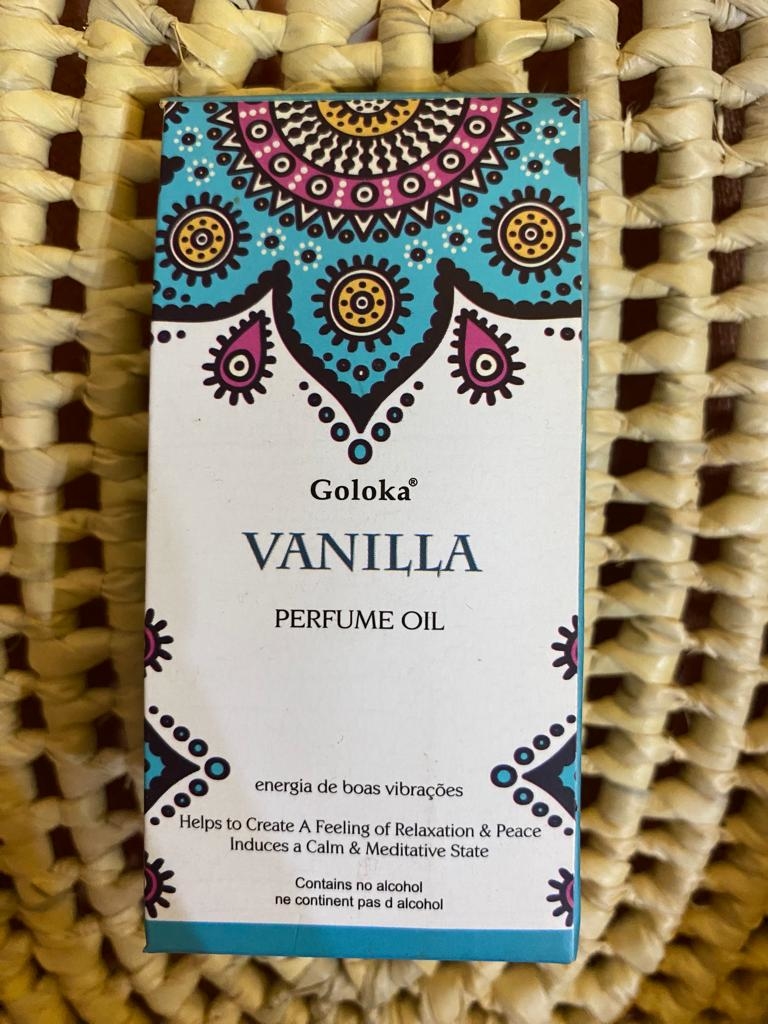 Goloka®
VANILLA
PERFUME OIL
energia de boas vibrações
Helps to Create A Feeling of Relaxation & Peace
Induces a Calm & Meditative State
Contains no alcohol
ne continent pas d alcohol